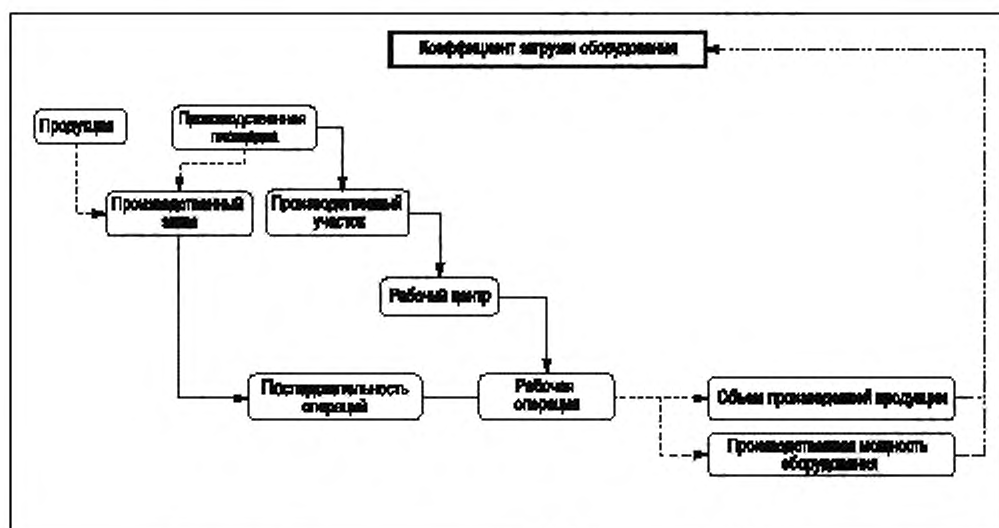 Коэффициент загрузки оборудования
Продукция
Производственная
площадка
Производственный
заказ
Производственный
участок
Рабочий центр
Последовательность
операций
Рабочая
операция
Объем произведенной продукции
Производственная мощность
оборудования